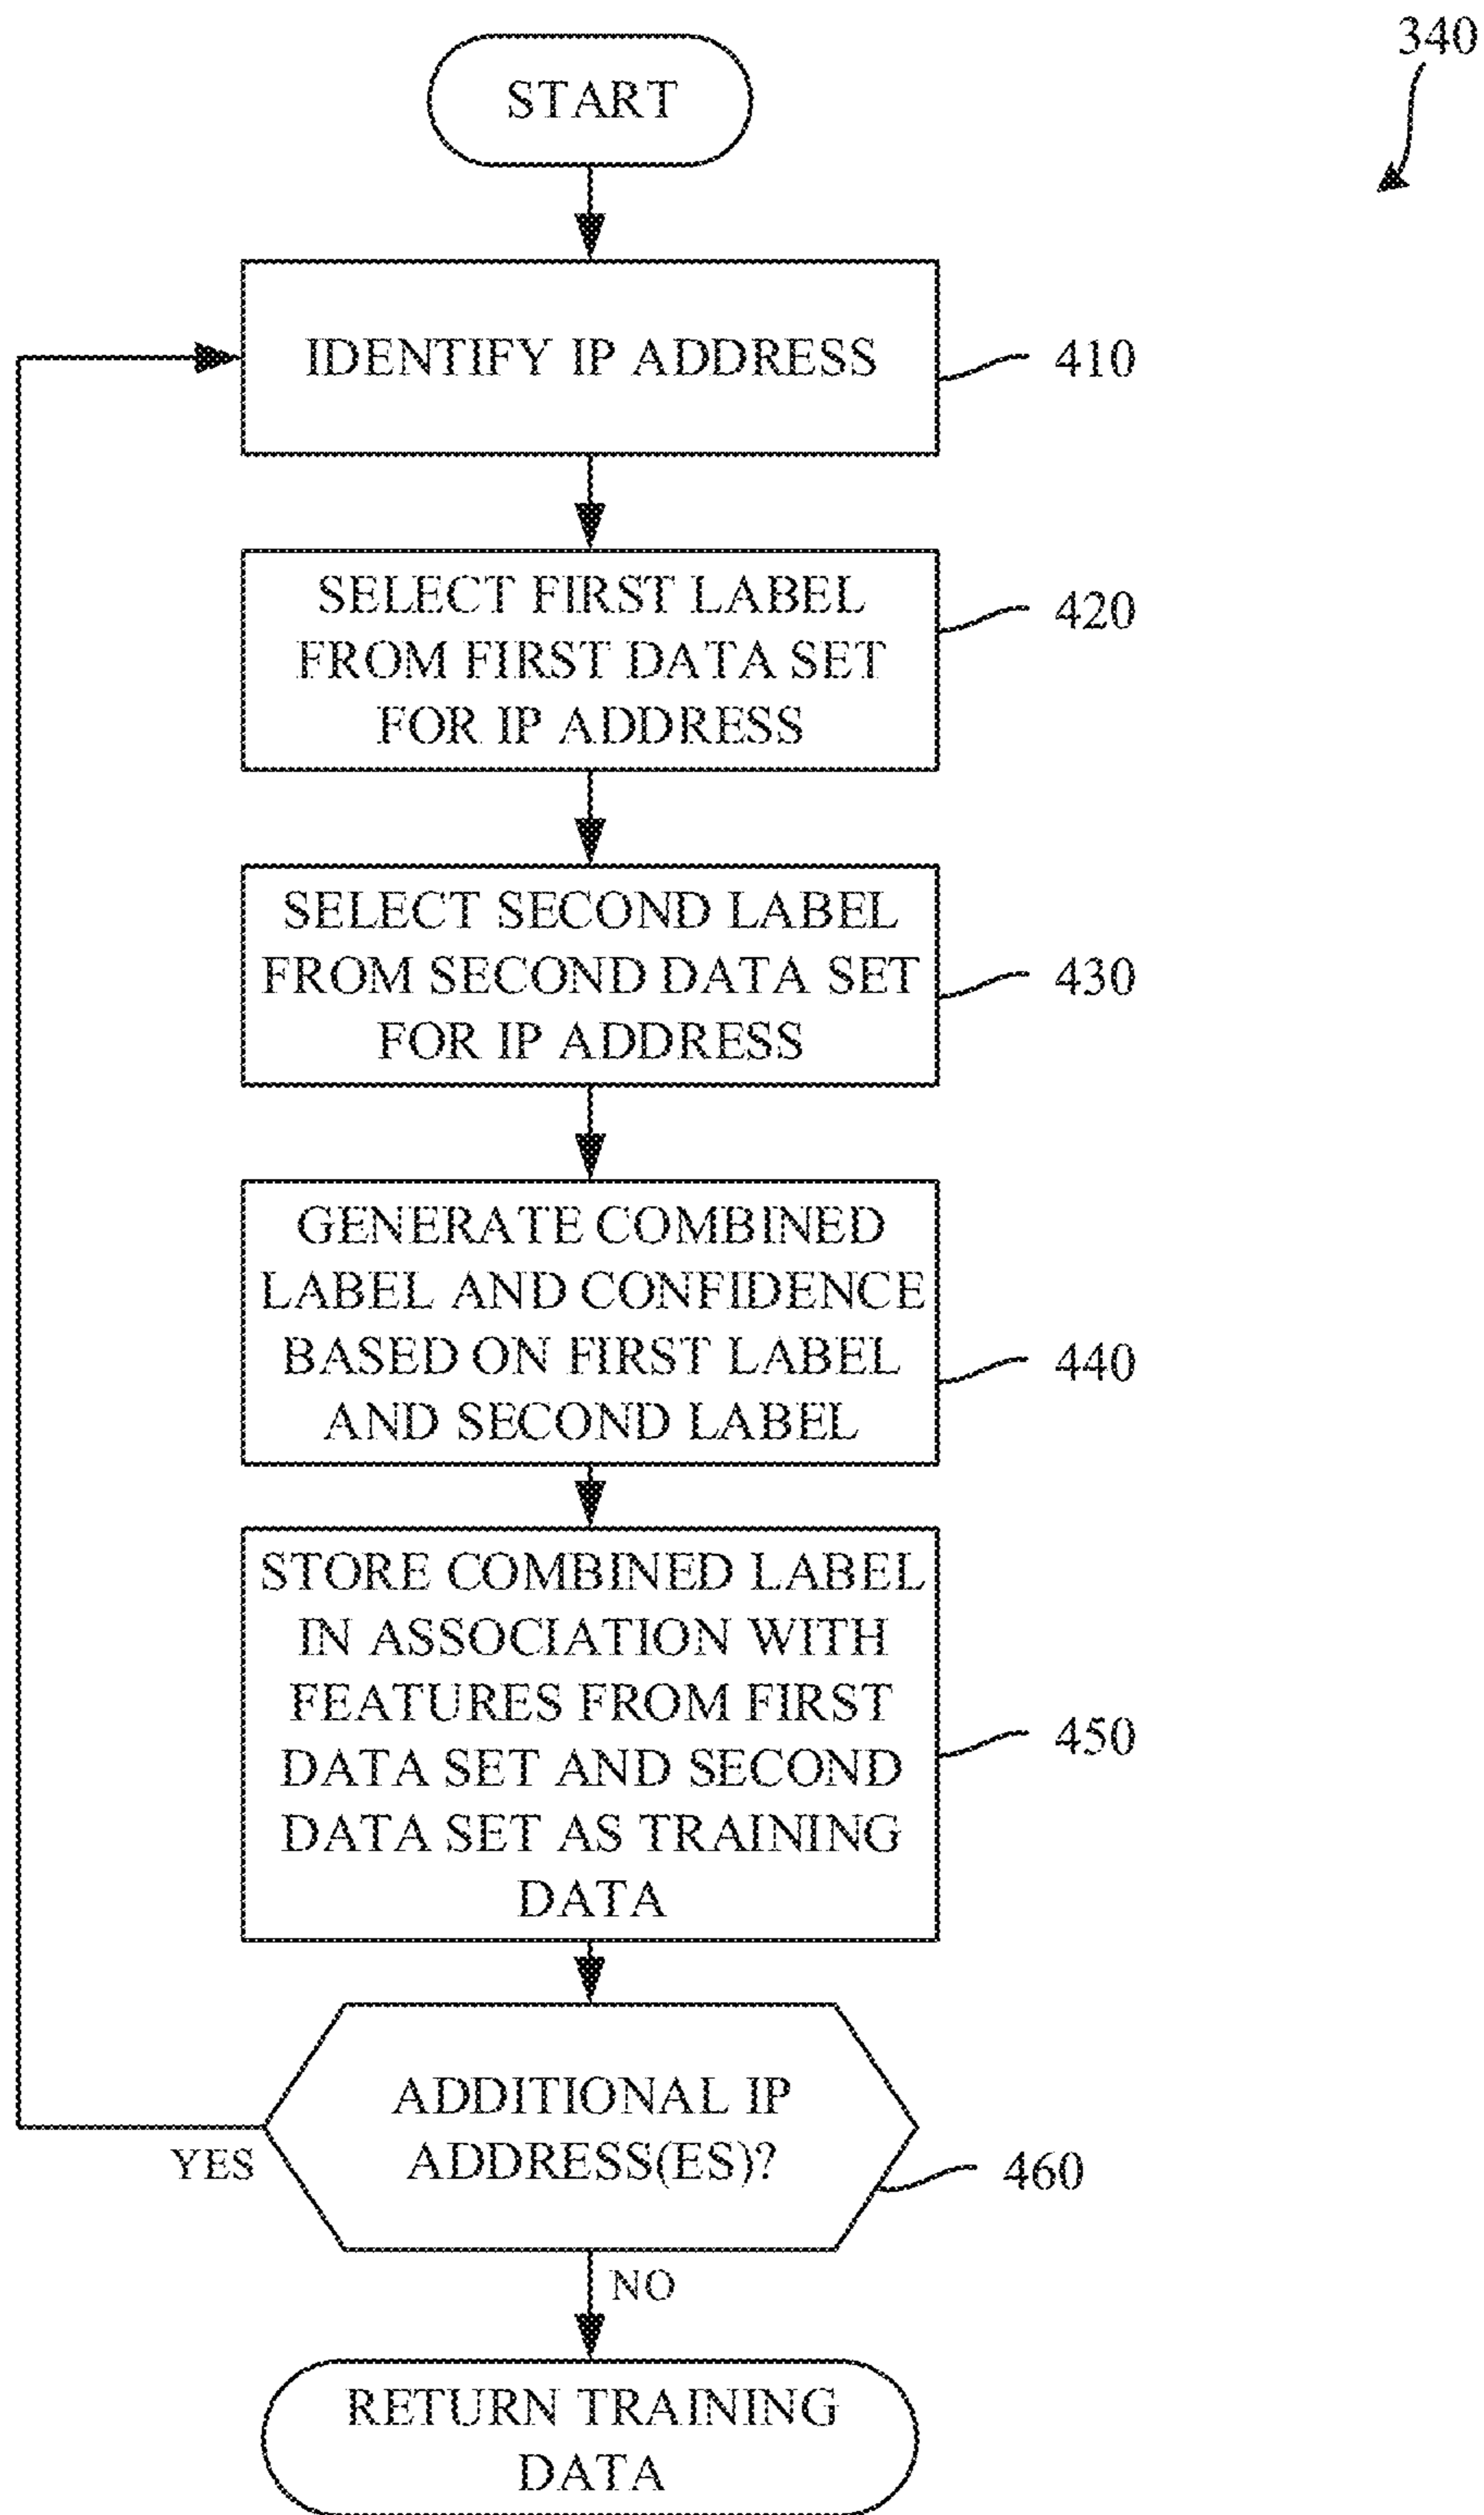 340
START
IDENTIFY IP ADDRESS
410
SELECT FIRST LABEL
FROM FIRST DATA SET
FOR IP ADDRESS
420
SELECT SECOND LABEL
FROM SECOND DATA SET
FOR IP ADDRESS
430
GENERATE COMBINED
LABEL AND CONFIDENCE
BASED ON FIRST LABEL
AND SECOND LABEL
440
STORE COMBINED LABEL
IN ASSOCIATION WITH
FEATURES FROM FIRST
DATA SET AND SECOND
DATA SET AS TRAINING
DATA
450
ADDITIONAL IP
ADDRESS(ES)?
YES
460
NO
RETURN TRAINING
DATA